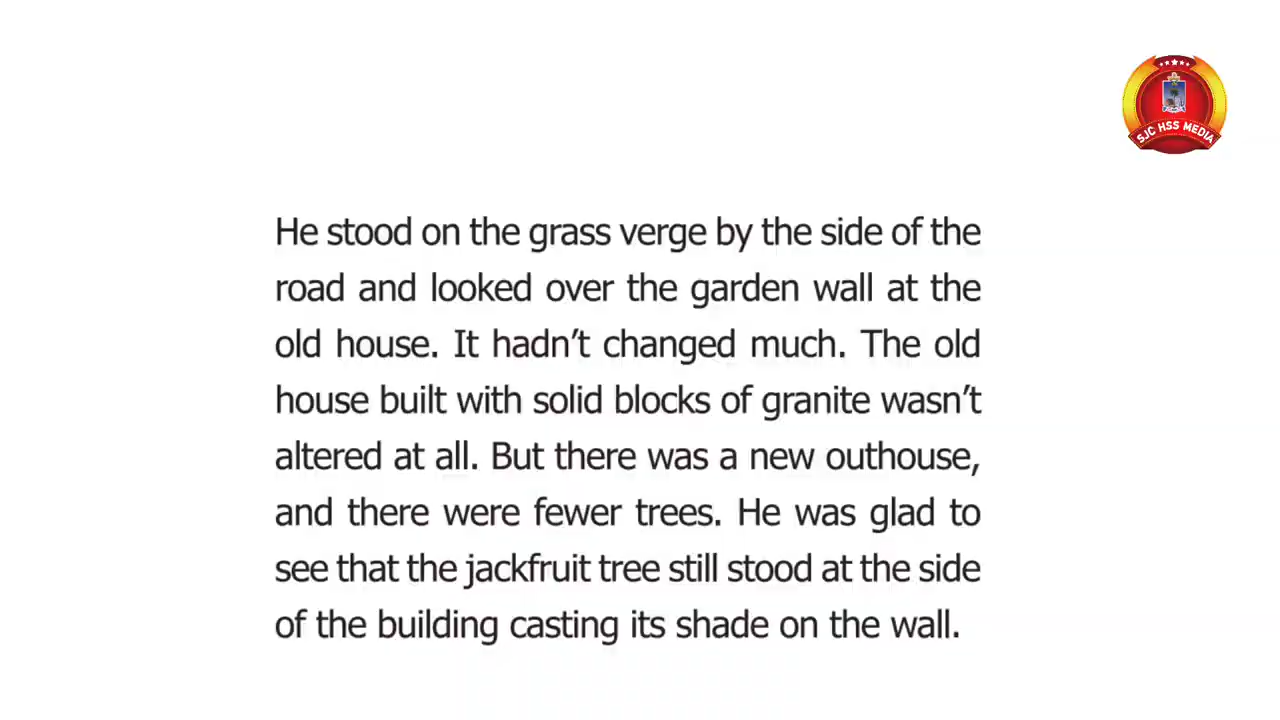 SJC HSS MEDIA
He stood on the grass verge by the side of the
road and looked over the garden wall at the
old house. It hadn’t changed much. The old
house built with solid blocks of granite wasn’t
altered at all. But there was a new outhouse,
and there were fewer trees. He was glad to
see that the jackfruit tree still stood at the side
of the building casting its shade on the wall.